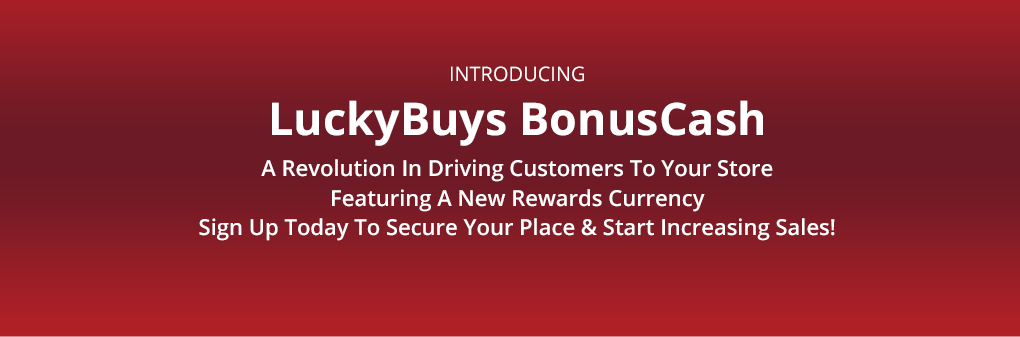 INTRODUCING
LuckyBuys BonusCash
A Revolution In Driving Customers To Your Store
Featuring A New Rewards Currency
Sign Up Today To Secure Your Place & Start Increasing Sales!